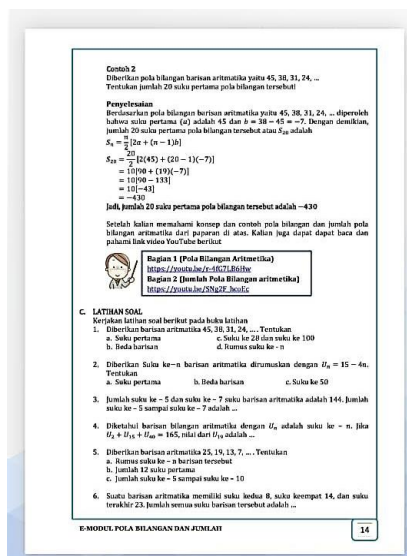 Contoh 2
Diberikan pola bilangan barisan aritmatika yaitu 45, 38, 31, 24, ...
Tentukan jumlah 20 suku pertama pola bilangan tersebut!
Penyelesaian
Berdasarkan pola bilangan barisan aritmatika yaitu 45, 38, 31, 24, ... diperoleh
bahwa suku pertama (a) adalah 45 dan b = 38 − 45 = −7. Dengan demikian,
jumlah 20 suku pertama pola bilangan tersebut atau S₂₀ adalah
Sₙ = n/2 [2a + (n − 1)b]
S₂₀ = 20/2 [2(45) + (20 − 1)(−7)]
= 10[90 + (19)(−7)]
= 10[90 − 133]
= 10[−43]
= −430
Jadi, jumlah 20 suku pertama pola bilangan tersebut adalah −430
Setelah kalian memahami konsep dan contoh pola bilangan dan jumlah pola
bilangan aritmatika dari paparan di atas. Kalian juga dapat dapat baca dan
pahami link video YouTube berikut
Bagian 1 (Pola Bilangan Aritmetika)
https://youtu.be/r-4fG7LB6Hw
Bagian 2 (Jumlah Pola Bilangan aritmetika)
https://youtu.be/SNg2F_hcoEc
C. LATIHAN SOAL
Kerjakan latihan soal berikut pada buku latihan
1. Diberikan barisan aritmatika 45, 38, 31, 24, .... Tentukan
a. Suku pertama c. Suku ke 28 dan suku ke 100
b. Beda barisan d. Rumus suku ke - n
2. Diberikan Suku ke−n barisan aritmatika dirumuskan dengan Uₙ = 15 − 4n.
Tentukan
a. Suku pertama b. Beda barisan c. Suku ke 50
3. Jumlah suku ke − 5 dan suku ke − 7 suku barisan aritmatika adalah 144. Jumlah
suku ke − 5 sampai suku ke − 7 adalah ...
4. Diketahui barisan bilangan aritmatika dengan Uₙ adalah suku ke − n. Jika
U₂ + U₁₅ + U₄₀ = 165, nilai dari U₁₉ adalah ...
5. Diberikan barisan aritmatika 25, 19, 13, 7, .... Tentukan
a. Rumus suku ke − n barisan tersebut
b. Jumlah 12 suku pertama
c. Jumlah suku ke − 5 sampai suku ke − 10
6. Suatu barisan aritmatika memiliki suku kedua 8, suku keempat 14, dan suku
terakhir 23. Jumlah semua suku barisan tersebut adalah ...
E-MODUL POLA BILANGAN DAN JUMLAH
14